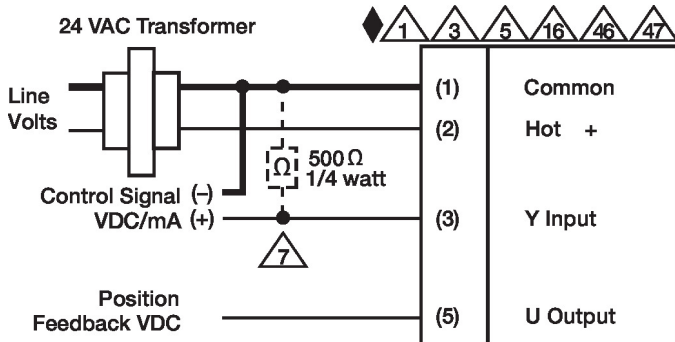 24 VAC Transformer
1 3 5 16 46 47
Line
Volts
(1) Common
(2) Hot +
Ω 500 Ω
1/4 watt
Control Signal (–)
VDC/mA (+)
(3) Y Input
7
Position
Feedback VDC
(5) U Output